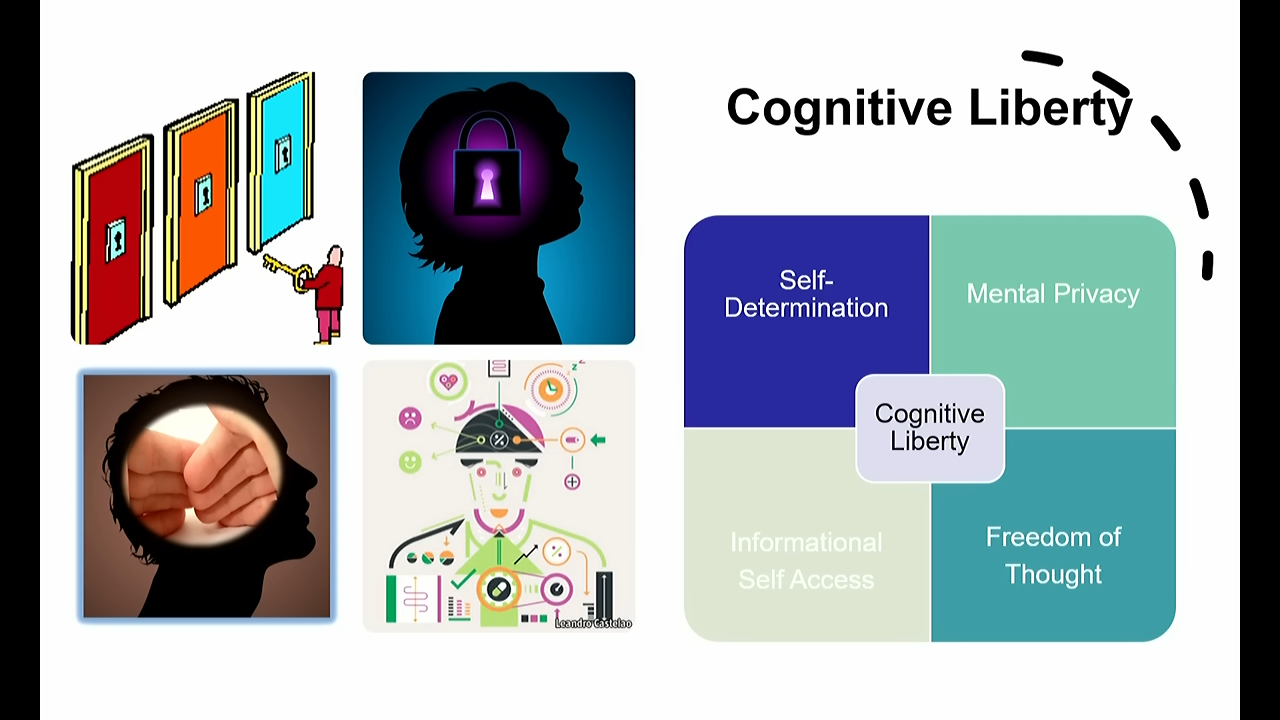 Cognitive Liberty
Self-
Determination
Mental Privacy
Cognitive
Liberty
Informational
Self Access
Freedom of
Thought
z
z
Leandro Castelao